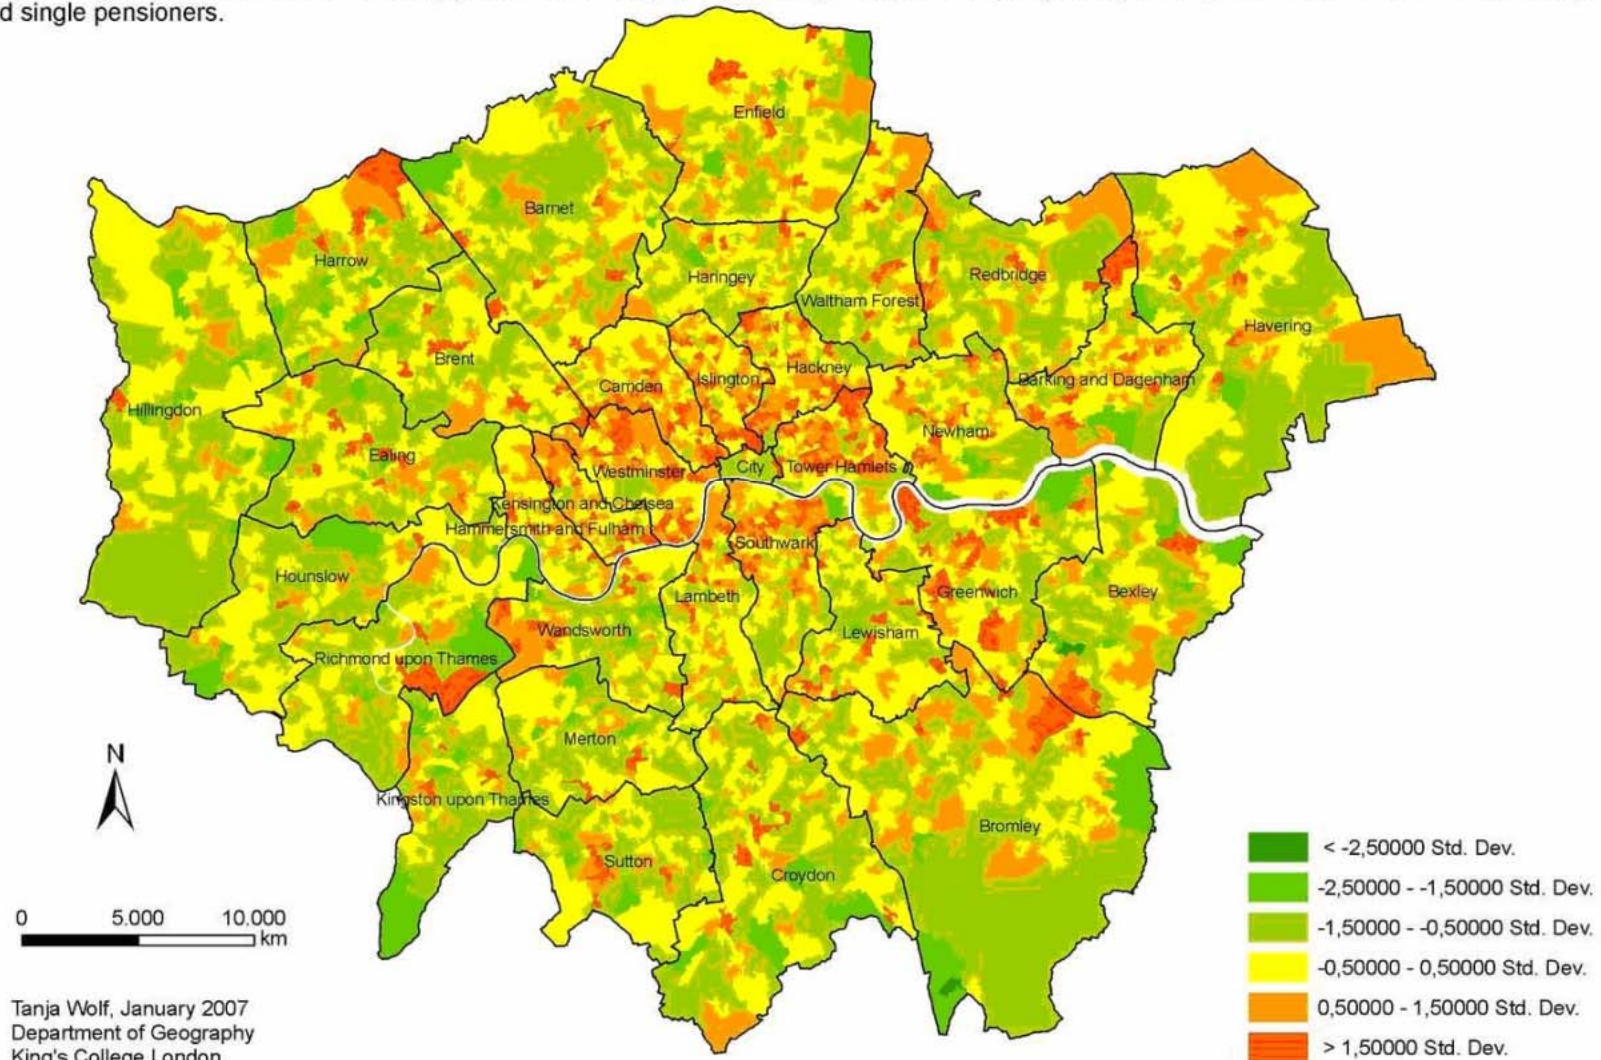 d single pensioners.
Enfield
Barnet
Harrow
Haringey
Redbridge
Waltham Forest
Havering
Brent
Hackney
Islington
Camden
Barking and Dagenham
Hillingdon
Newham
Ealing
Westminster
City
Tower Hamlets
Kensington and Chelsea
Hammersmith and Fulham
Southwark
Hounslow
Greenwich
Bexley
Lambeth
Wandsworth
Lewisham
Richmond upon Thames
Merton
N
Kingston upon Thames
Bromley
Sutton
Croydon
0 5.000 10.000
km
< -2,50000 Std. Dev.
-2,50000 - -1,50000 Std. Dev.
-1,50000 - -0,50000 Std. Dev.
-0,50000 - 0,50000 Std. Dev.
0,50000 - 1,50000 Std. Dev.
> 1,50000 Std. Dev.
Tanja Wolf, January 2007
Department of Geography
King's College London